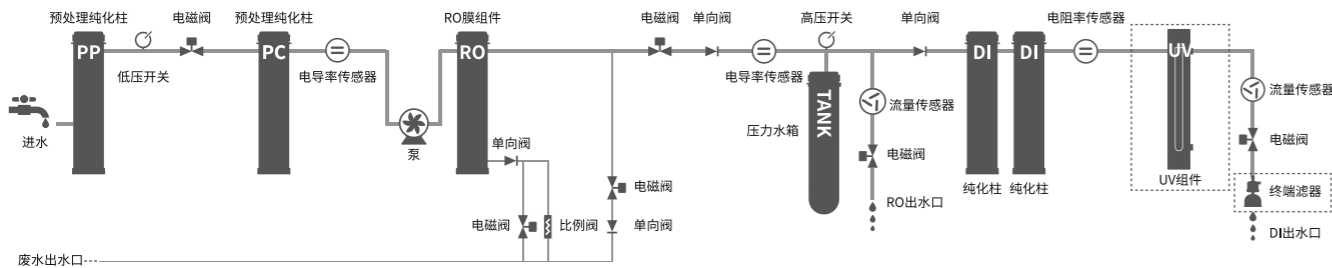 预处理纯化柱
电磁阀
预处理纯化柱
RO膜组件
电磁阀
单向阀
高压开关
单向阀
电阻率传感器
PP
PC
RO
DI
DI
UV
低压开关
电导率传感器
电导率传感器
TANK
压力水箱
流量传感器
流量传感器
进水
泵
单向阀
电磁阀
电磁阀
纯化柱
纯化柱
UV组件
电磁阀
终端滤器
RO出水口
电磁阀
比例阀
单向阀
DI出水口
废水出水口